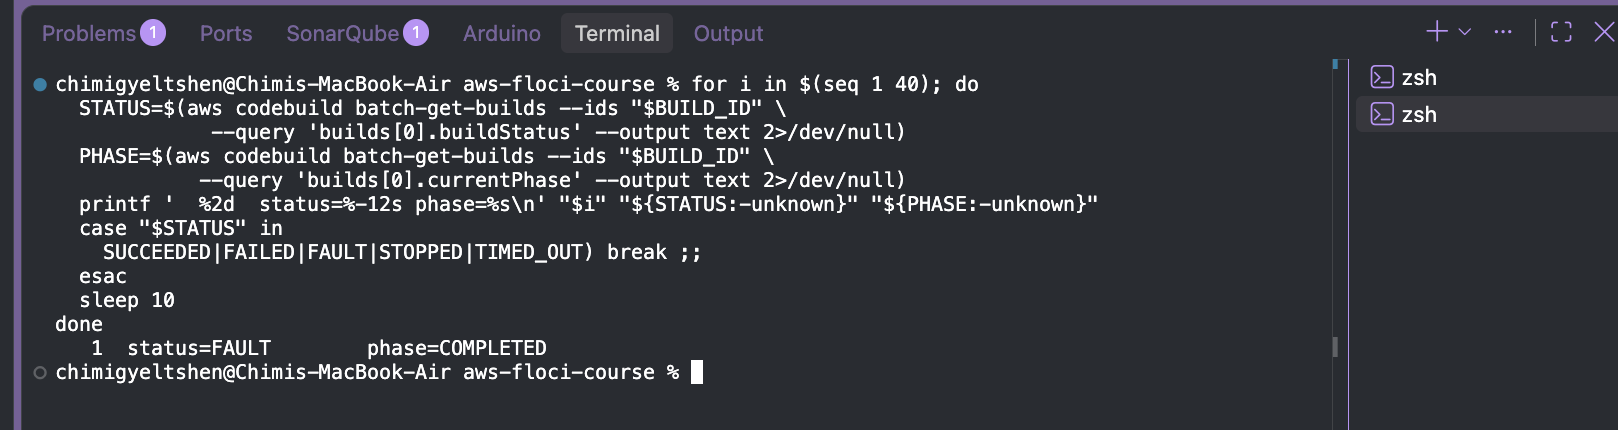 Problems 1 Ports SonarQube 1 Arduino Terminal Output
chimigyeltshen@Chimis-MacBook-Air aws-floci-course % for i in $(seq 1 40); do
  STATUS=$(aws codebuild batch-get-builds --ids "$BUILD_ID" \
             --query 'builds[0].buildStatus' --output text 2>/dev/null)
  PHASE=$(aws codebuild batch-get-builds --ids "$BUILD_ID" \
            --query 'builds[0].currentPhase' --output text 2>/dev/null)
  printf '  %2d  status=%-12s phase=%s\n' "$i" "${STATUS:-unknown}" "${PHASE:-unknown}"
  case "$STATUS" in
    SUCCEEDED|FAILED|FAULT|STOPPED|TIMED_OUT) break ;;
  esac
  sleep 10
done
   1  status=FAULT        phase=COMPLETED
chimigyeltshen@Chimis-MacBook-Air aws-floci-course %
zsh
zsh